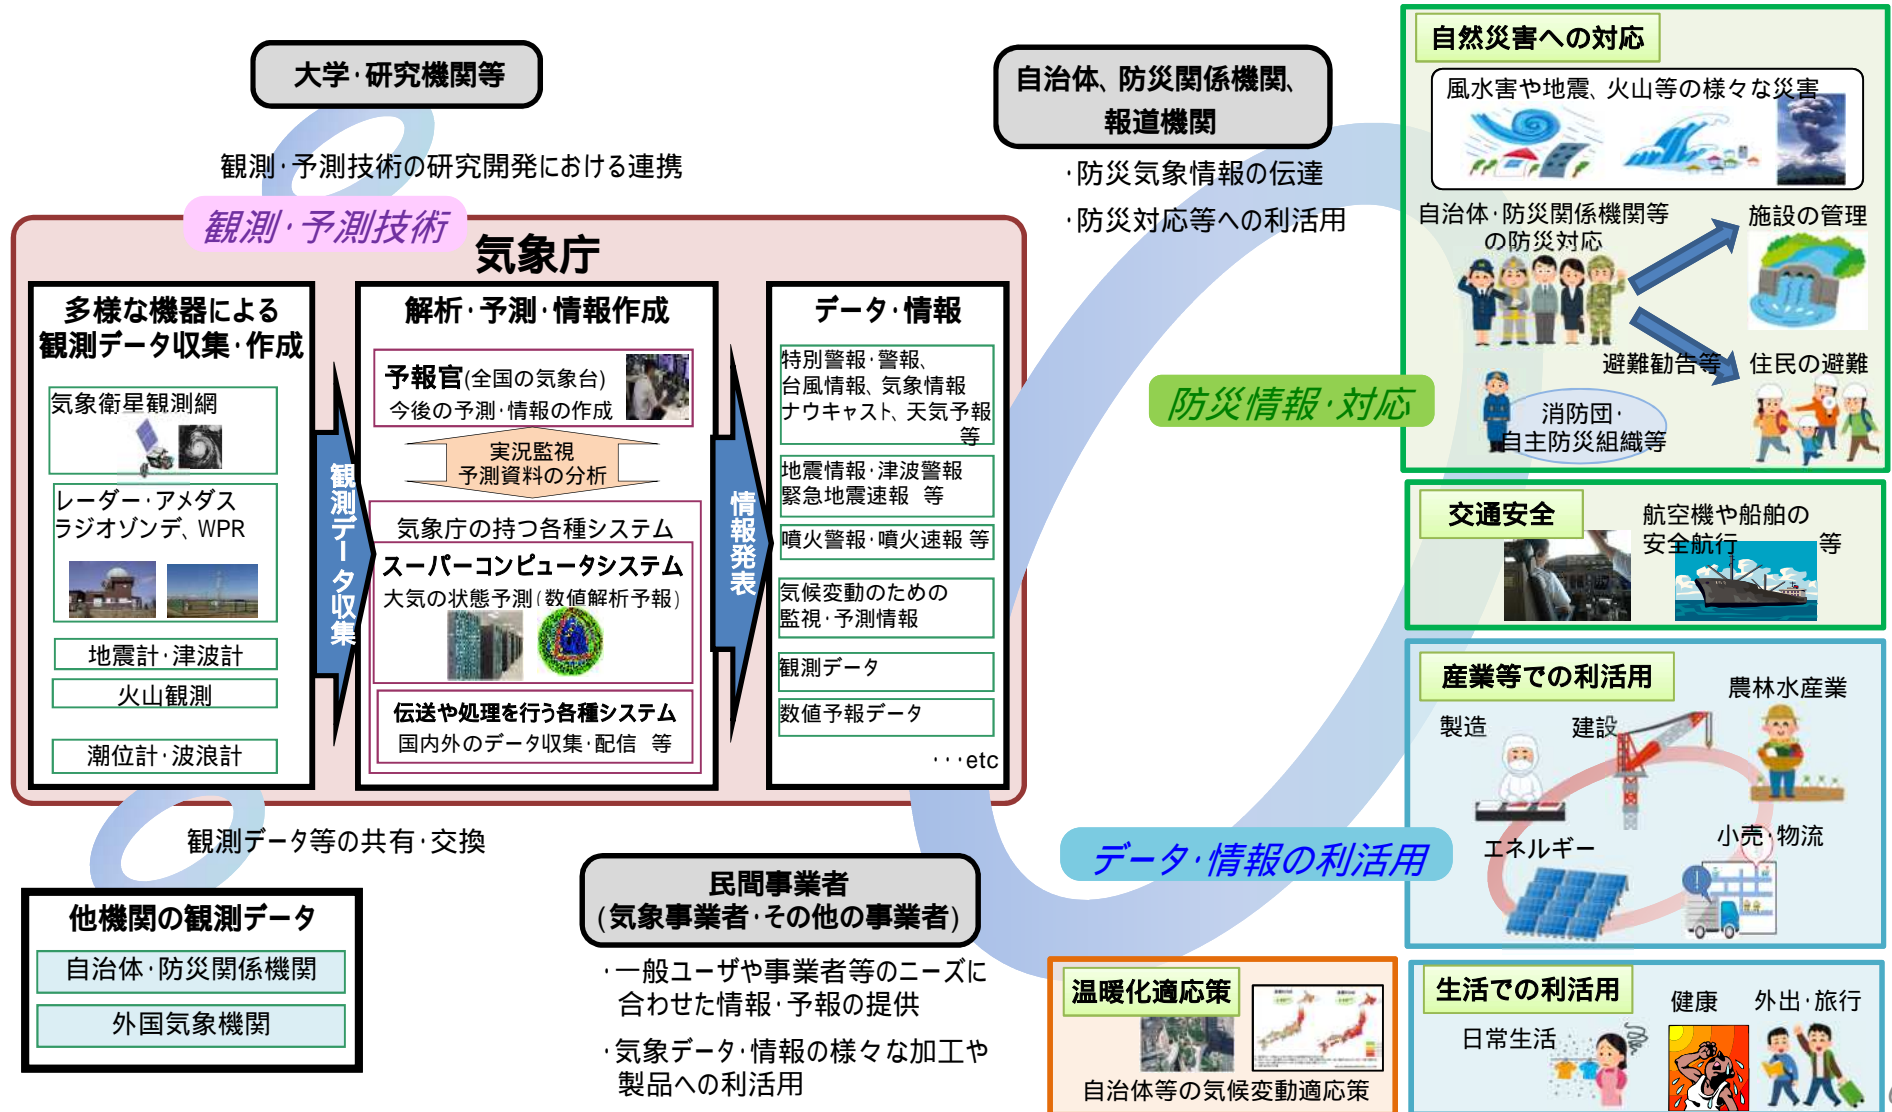 大学・研究機関等
観測・予測技術の研究開発における連携
観測・予測技術
気象庁
多様な機器による
観測データ収集・作成
気象衛星観測網
レーダー・アメダス
ラジオゾンデ、WPR
地震計・津波計
火山観測
潮位計・波浪計
観測データ収集
解析・予測・情報作成
予報官(全国の気象台)
今後の予測・情報の作成
実況監視
予測資料の分析
気象庁の持つ各種システム
スーパーコンピュータシステム
大気の状態予測(数値解析予報)
伝送や処理を行う各種システム
国内外のデータ収集・配信 等
情報発表
データ・情報
特別警報・警報、
台風情報、気象情報
ナウキャスト、天気予報
等
地震情報・津波警報
緊急地震速報 等
噴火警報・噴火速報 等
気候変動のための
監視・予測情報
観測データ
数値予報データ
・・・etc
観測データ等の共有・交換
他機関の観測データ
自治体・防災関係機関
外国気象機関
民間事業者
(気象事業者・その他の事業者)
・一般ユーザや事業者等のニーズに
合わせた情報・予報の提供
・気象データ・情報の様々な加工や
製品への利活用
自治体、防災関係機関、
報道機関
・防災気象情報の伝達
・防災対応等への利活用
防災情報・対応
データ・情報の利活用
自然災害への対応
風水害や地震、火山等の様々な災害
自治体・防災関係機関等
の防災対応
施設の管理
避難勧告等
住民の避難
消防団・
自主防災組織等
交通安全
航空機や船舶の
安全航行 等
産業等での利活用
農林水産業
製造
建設
エネルギー
小売・物流
温暖化適応策
自治体等の気候変動適応策
生活での利活用
健康
外出・旅行
日常生活